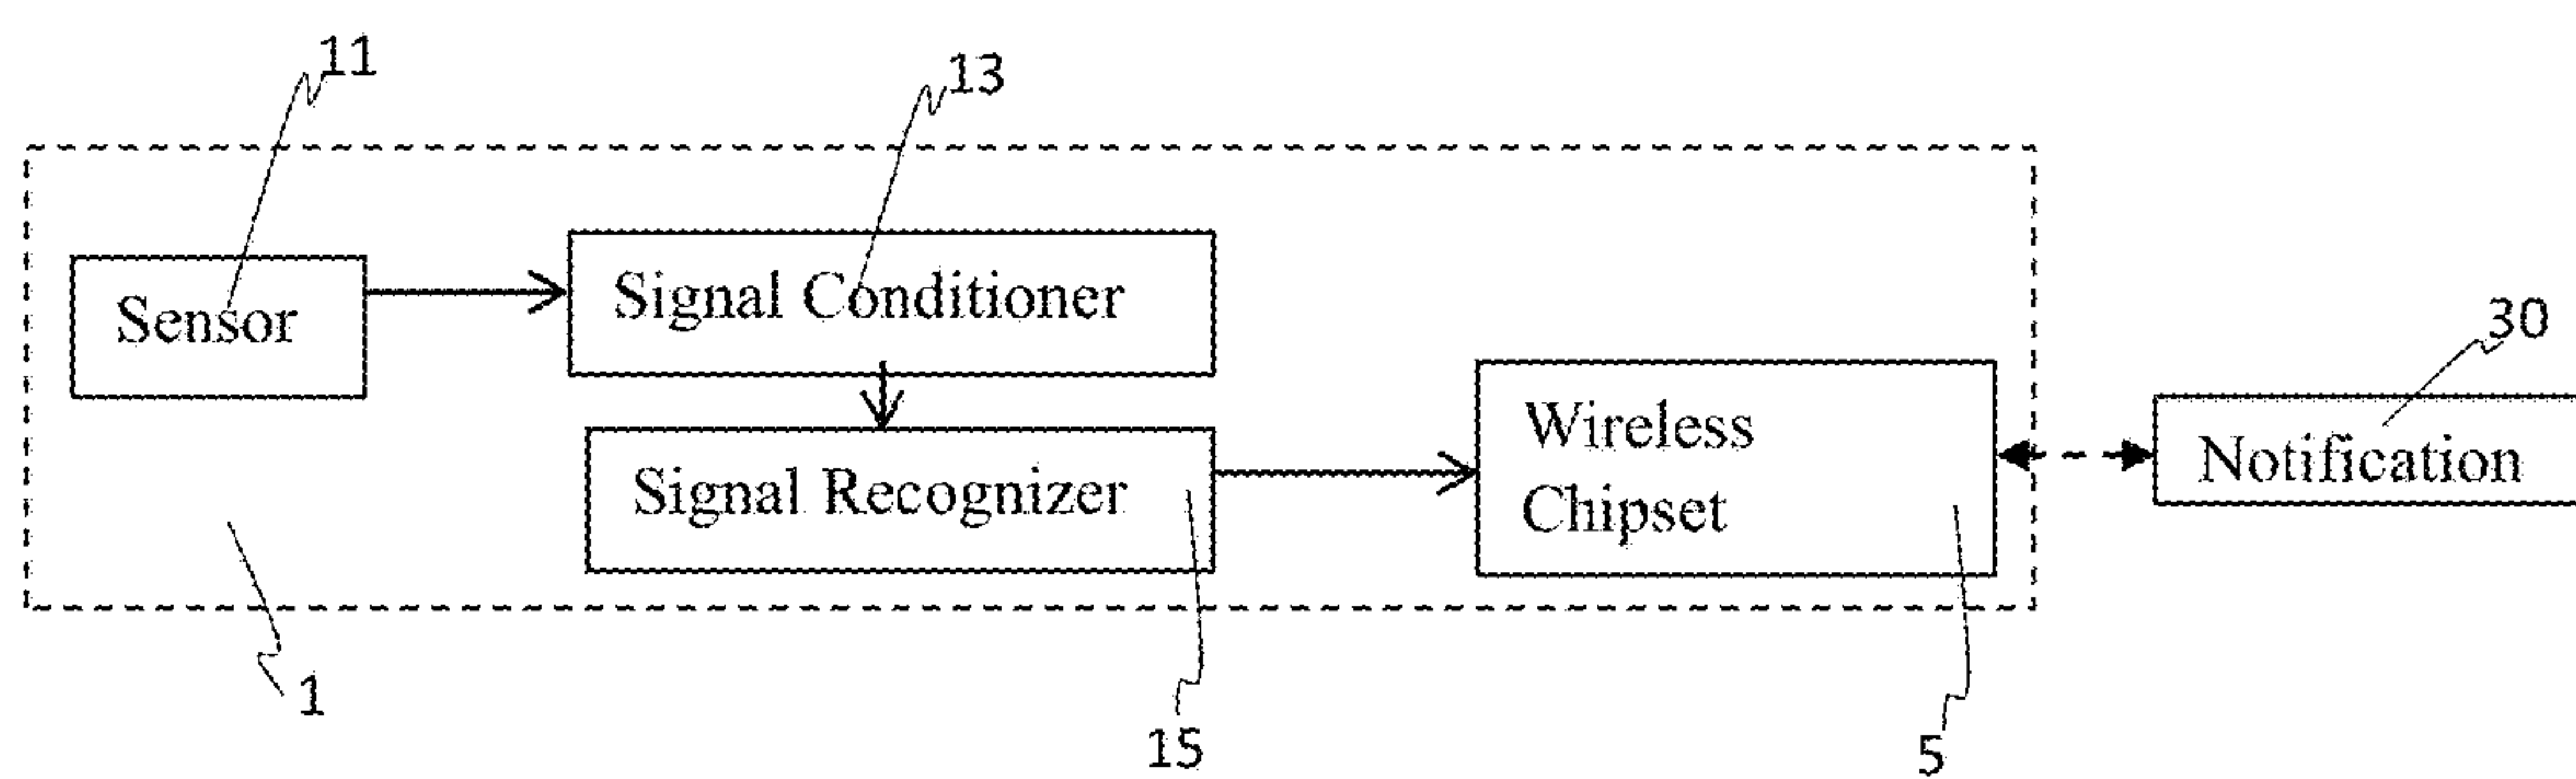 11
13
Sensor
Signal Conditioner
30
Wireless
Chipset
Notification
Signal Recognizer
1
15
5